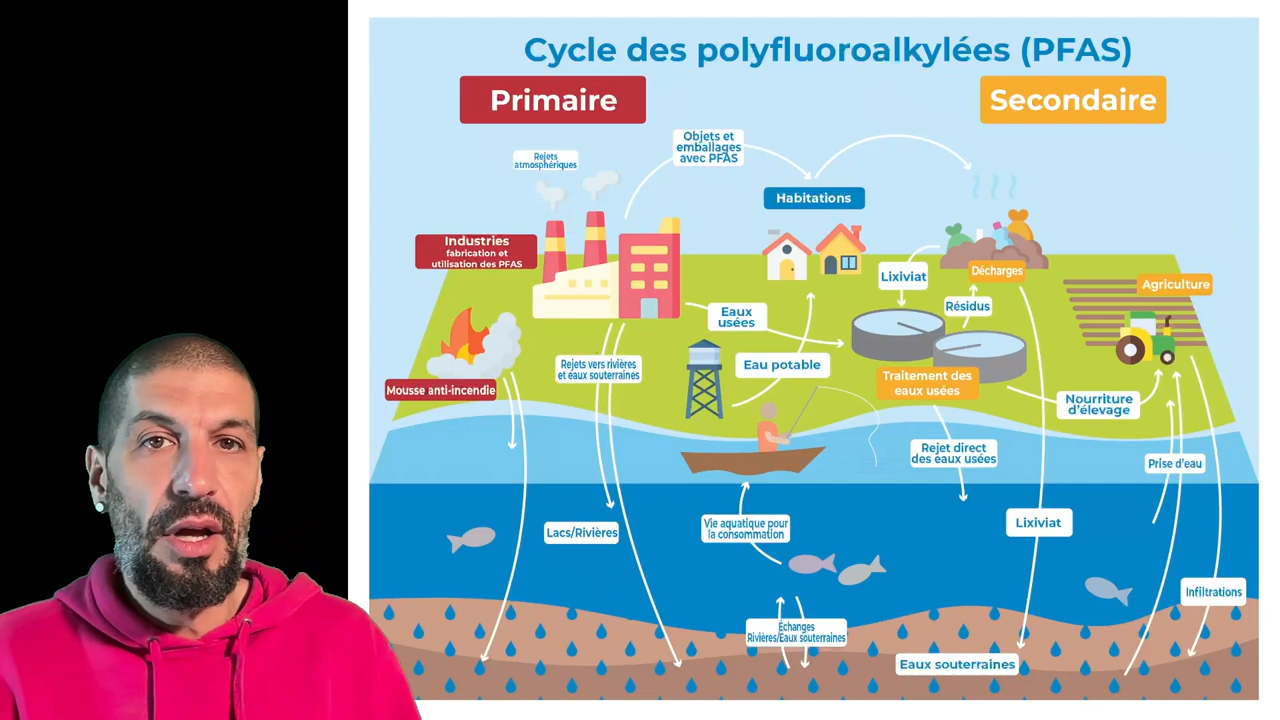 Cycle des polyfluoroalkylées (PFAS)
Primaire
Secondaire
Objets et
emballages
avec PFAS
Rejets
atmosphériques
Habitations
Industries
fabrication et
utilisation des PFAS
Lixiviat
Décharges
Agriculture
Résidus
Eaux
usées
Rejets vers rivières
et eaux souterraines
Eau potable
Mousse anti-incendie
Traitement des
eaux usées
Nourriture
d'élevage
Rejet direct
des eaux usées
Prise d'eau
Lacs/Rivières
Vie aquatique pour
la consommation
Lixiviat
Infiltrations
Échanges
Rivières/Eaux souterraines
Eaux souterraines